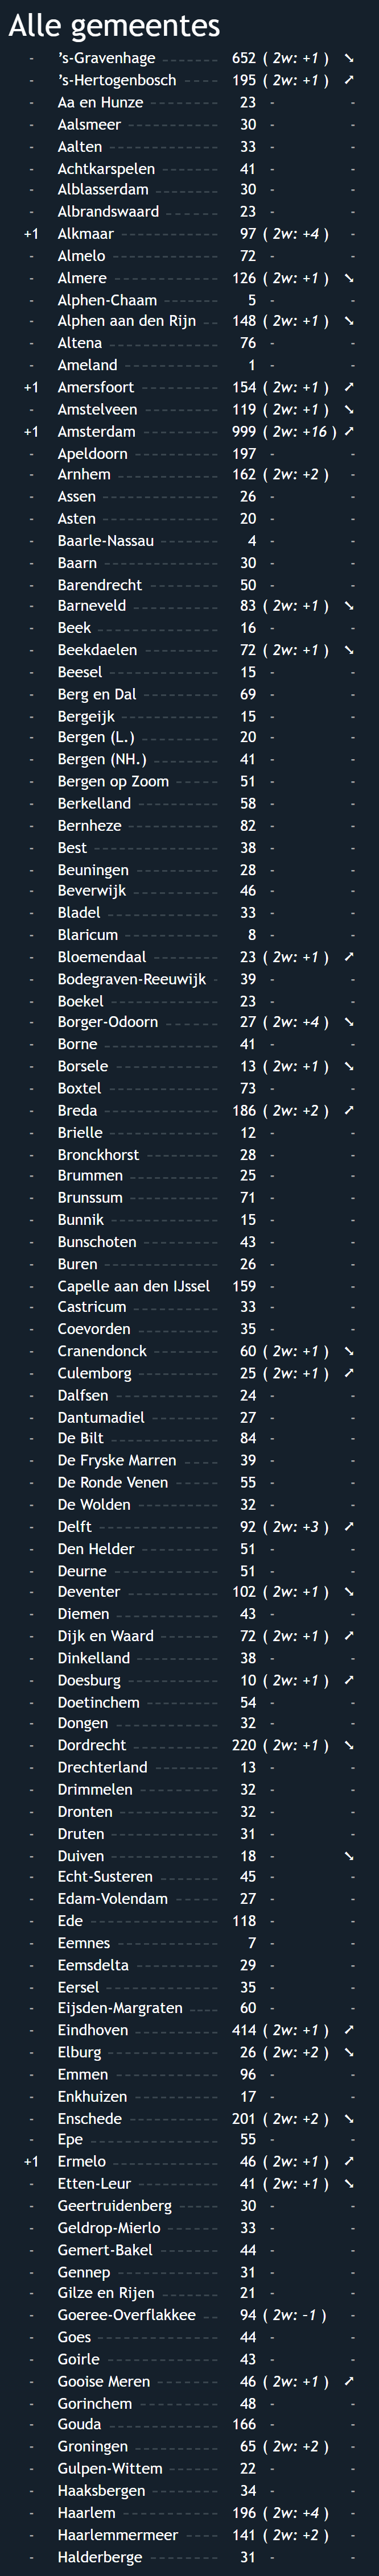 Alle gemeentes
- ’s-Gravenhage 652 ( 2w: +1 ) ➘
- ’s-Hertogenbosch 195 ( 2w: +1 ) ➚
- Aa en Hunze 23 - -
- Aalsmeer 30 - -
- Aalten 33 - -
- Achtkarspelen 41 - -
- Alblasserdam 30 - -
- Albrandswaard 23 - -
+1 Alkmaar 97 ( 2w: +4 ) -
- Almelo 72 - -
- Almere 126 ( 2w: +1 ) ➘
- Alphen-Chaam 5 - -
- Alphen aan den Rijn 148 ( 2w: +1 ) ➘
- Altena 76 - -
- Ameland 1 - -
+1 Amersfoort 154 ( 2w: +1 ) ➚
- Amstelveen 119 ( 2w: +1 ) ➘
+1 Amsterdam 999 ( 2w: +16 ) ➚
- Apeldoorn 197 - -
- Arnhem 162 ( 2w: +2 ) -
- Assen 26 - -
- Asten 20 - -
- Baarle-Nassau 4 - -
- Baarn 30 - -
- Barendrecht 50 - -
- Barneveld 83 ( 2w: +1 ) ➘
- Beek 16 - -
- Beekdaelen 72 ( 2w: +1 ) ➘
- Beesel 15 - -
- Berg en Dal 69 - -
- Bergeijk 15 - -
- Bergen (L.) 20 - -
- Bergen (NH.) 41 - -
- Bergen op Zoom 51 - -
- Berkelland 58 - -
- Bernheze 82 - -
- Best 38 - -
- Beuningen 28 - -
- Beverwijk 46 - -
- Bladel 33 - -
- Blaricum 8 - -
- Bloemendaal 23 ( 2w: +1 ) ➚
- Bodegraven-Reeuwijk 39 - -
- Boekel 23 - -
- Borger-Odoorn 27 ( 2w: +4 ) ➘
- Borne 41 - -
- Borsele 13 ( 2w: +1 ) ➘
- Boxtel 73 - -
- Breda 186 ( 2w: +2 ) ➚
- Brielle 12 - -
- Bronckhorst 28 - -
- Brummen 25 - -
- Brunssum 71 - -
- Bunnik 15 - -
- Bunschoten 43 - -
- Buren 26 - -
- Capelle aan den IJssel 159 - -
- Castricum 33 - -
- Coevorden 35 - -
- Cranendonck 60 ( 2w: +1 ) ➘
- Culemborg 25 ( 2w: +1 ) ➚
- Dalfsen 24 - -
- Dantumadiel 27 - -
- De Bilt 84 - -
- De Fryske Marren 39 - -
- De Ronde Venen 55 - -
- De Wolden 32 - -
- Delft 92 ( 2w: +3 ) ➚
- Den Helder 51 - -
- Deurne 51 - -
- Deventer 102 ( 2w: +1 ) ➘
- Diemen 43 - -
- Dijk en Waard 72 ( 2w: +1 ) ➚
- Dinkelland 38 - -
- Doesburg 10 ( 2w: +1 ) ➚
- Doetinchem 54 - -
- Dongen 32 - -
- Dordrecht 220 ( 2w: +1 ) ➘
- Drechterland 13 - -
- Drimmelen 32 - -
- Dronten 32 - -
- Druten 31 - -
- Duiven 18 - ➘
- Echt-Susteren 45 - -
- Edam-Volendam 27 - -
- Ede 118 - -
- Eemnes 7 - -
- Eemsdelta 29 - -
- Eersel 35 - -
- Eijsden-Margraten 60 - -
- Eindhoven 414 ( 2w: +1 ) ➚
- Elburg 26 ( 2w: +2 ) ➘
- Emmen 96 - -
- Enkhuizen 17 - -
- Enschede 201 ( 2w: +2 ) ➘
- Epe 55 - -
+1 Ermelo 46 ( 2w: +1 ) ➚
- Etten-Leur 41 ( 2w: +1 ) ➘
- Geertruidenberg 30 - -
- Geldrop-Mierlo 33 - -
- Gemert-Bakel 44 - -
- Gennep 31 - -
- Gilze en Rijen 21 - -
- Goeree-Overflakkee 94 ( 2w: -1 ) -
- Goes 44 - -
- Goirle 43 - -
- Gooise Meren 46 ( 2w: +1 ) ➚
- Gorinchem 48 - -
- Gouda 166 - -
- Groningen 65 ( 2w: +2 ) -
- Gulpen-Wittem 22 - -
- Haaksbergen 34 - -
- Haarlem 196 ( 2w: +4 ) -
- Haarlemmermeer 141 ( 2w: +2 ) -
- Halderberge 31 - -